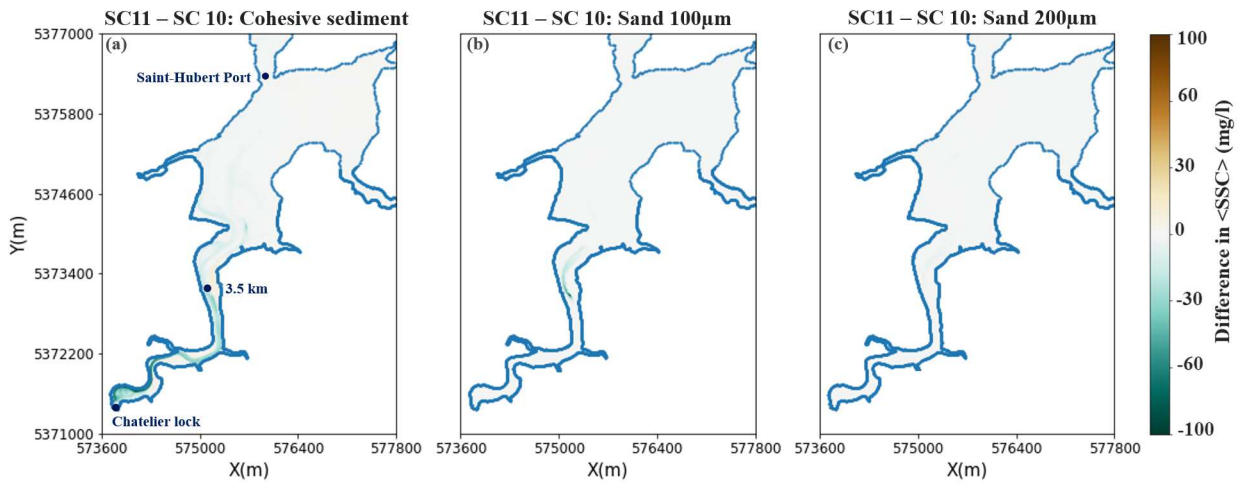 SC11 – SC 10: Cohesive sediment
SC11 – SC 10: Sand 100µm
SC11 – SC 10: Sand 200µm
(a)
(b)
(c)
Saint-Hubert Port
3.5 km
Chatelier lock
Y(m)
5377000
5375800
5374600
5373400
5372200
5371000
573600 575000 576400 577800
573600 575000 576400 577800
573600 575000 576400 577800
X(m)
X(m)
X(m)
100
60
30
0
-30
-60
-100
Difference in <SSC> (mg/l)